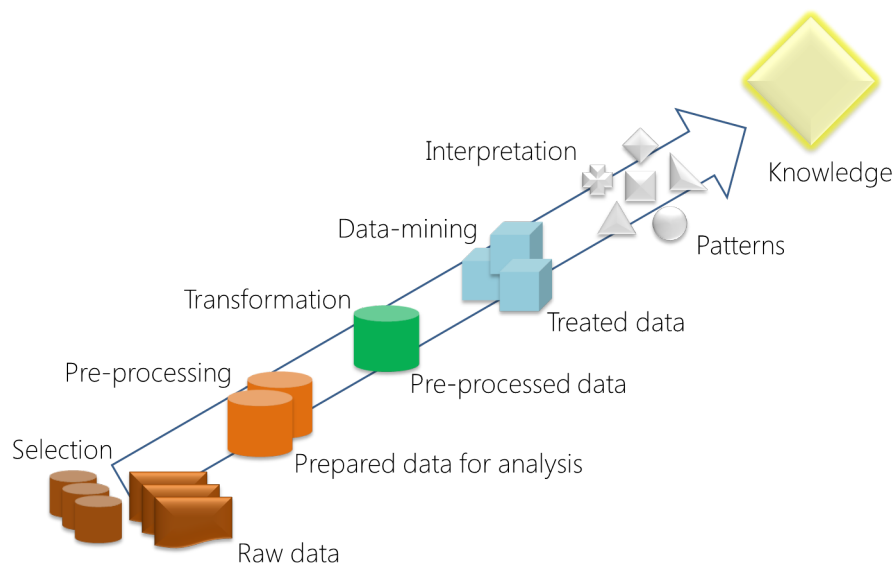 Interpretation
Knowledge
Data-mining
Patterns
Transformation
Treated data
Pre-processing
Pre-processed data
Selection
Prepared data for analysis
Raw data